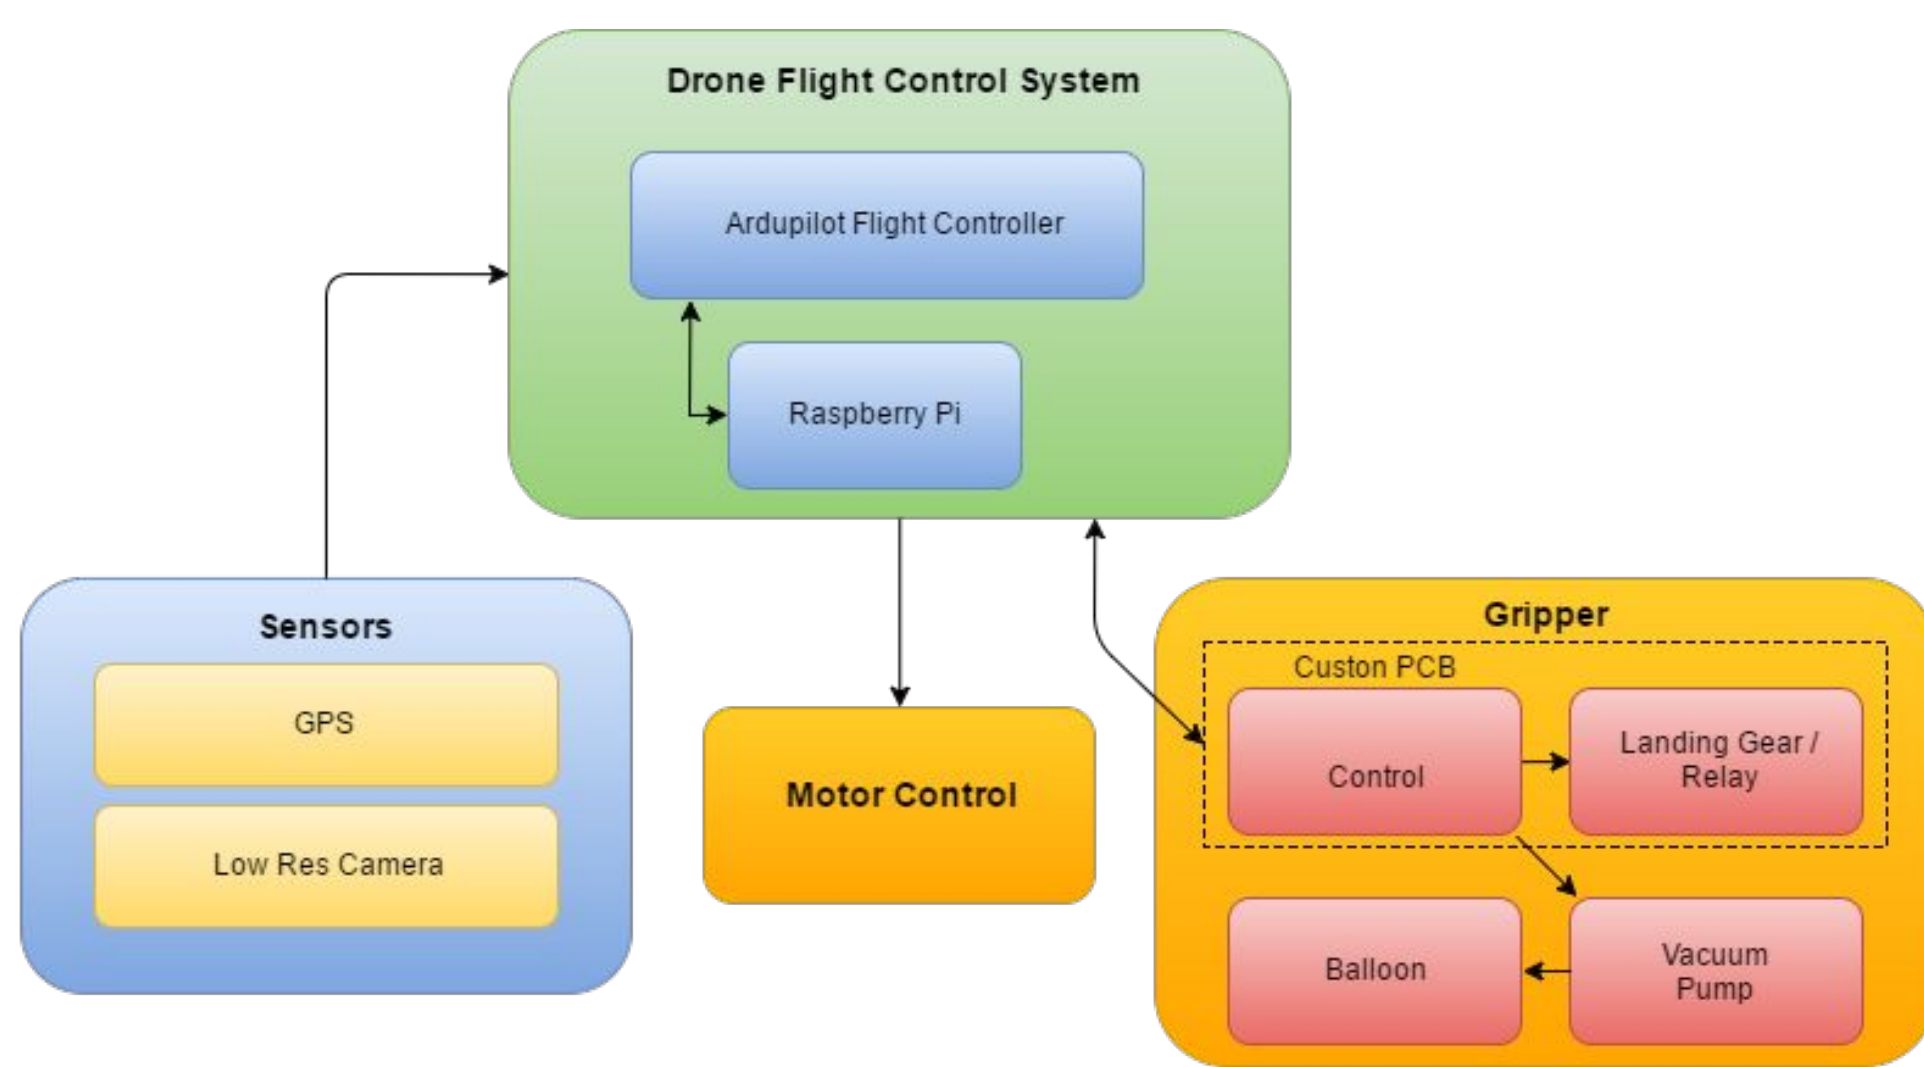 Drone Flight Control System
Ardupilot Flight Controller
Raspberry Pi
Sensors
GPS
Low Res Camera
Motor Control
Gripper
Custon PCB
Control
Landing Gear /
Relay
Balloon
Vacuum
Pump